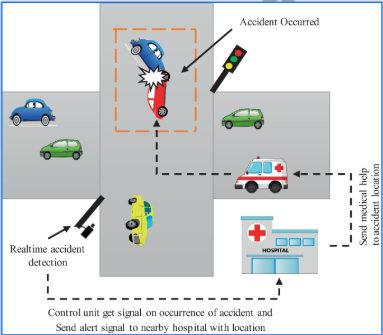 Accident Occurred
Send medical help
to accident location
HOSPITAL
Realtime accident
detection
Control unit get signal on occurrence of accident and
Send alert signal to nearby hospital with location